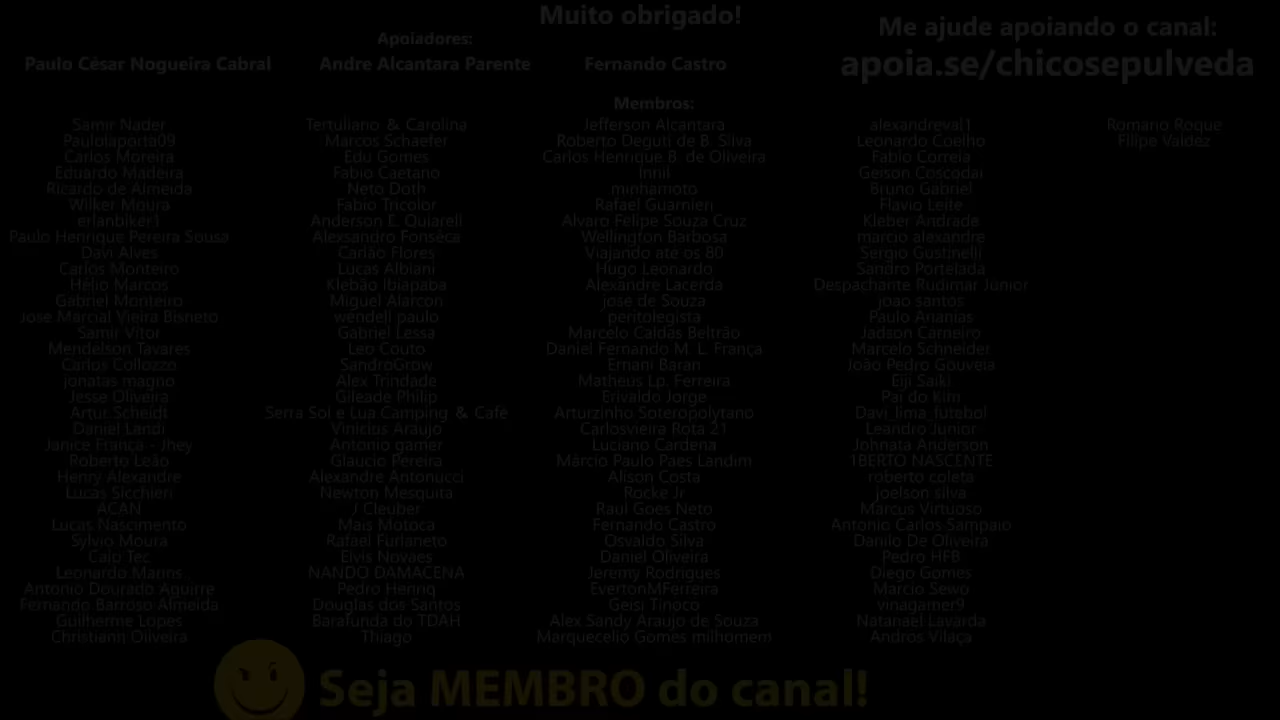 Muito obrigado!
Me ajude apoiando o canal:
apoia.se/chicosepulveda
Apoiadores:
Paulo César Nogueira Cabral
Andre Alcantara Parente
Fernando Castro
Membros:
Samir Nader
Paulolaporta09
Carlos Moreira
Eduardo Madeira
Ricardo de Almeida
Wilker Moura
erlanbiker1
Paulo Henrique Pereira Sousa
Davi Alves
Carlos Monteiro
Hélio Marcos
Gabriel Monteiro
Jose Marcial Vieira Bisneto
Samir Vitor
Mendelson Tavares
Carlos Collozzo
jonatas magno
Jesse Oliveira
Artur Scheidt
Daniel Landi
Janice França - Jhey
Roberto Leão
Henry Alexandre
Lucas Sicchieri
ACAN
Lucas Nascimento
Sylvio Moura
Calci Tec
Leonardo Manns
Antonio Dourado Aguirre
Fernando Barroso Almeida
Guilherme Lopes
Christiann Oliveira
Tertuliano & Carolina
Marcos Schaefer
Edu Gomes
Fabio Caetano
Neto Doth
Fabio Tricolor
Anderson E. Quiareli
Alexsandro Fonsêca
Carlão Flores
Lucas Albiani
Klebão Ibiapaba
Miguel Alarcon
wendell paulo
Gabriel Lessa
Leo Couto
SandroGrow
Alex Trindade
Gileade Philip
Serra Sol e Lua Camping & Café
Vinicius Araujo
Antonio gamer
Glaucio Pereira
Alexandre Antonucci
Newton Mesquita
J Cleuber
Mais Motoca
Rafael Furlaneto
Elvis Novaes
NANDO DAMACENA
Pedro Henriq
Douglas dos Santos
Barafunda do TDAH
Thiago
Jefferson Alcantara
Roberto Deguti de B. Silva
Carlos Henrique B. de Oliveira
Innil
minhamoto
Rafael Guarnieri
Alvaro Felipe Souza Cruz
Wellington Barbosa
Viajando até os 80
Hugo Leonardo
Alexandre Lacerda
jose de Souza
peritolegista
Marcelo Caldas Beltrão
Daniel Fernando M. L. França
Ernani Baran
Matheus Lp. Ferreira
Erivaldo Jorge
Arturzinho Soteropolytano
Carlosvieira Rota 21
Luciano Cardena
Márcio Paulo Paes Landim
Alison Costa
Rocke Jr
Raul Goes Neto
Fernando Castro
Osvaldo Silva
Daniel Oliveira
Jeremy Rodrigues
EvertonMFerreira
Geisi Tinoco
Alex Sandy Araujo de Souza
Marquecelio Gomes milhomem
alexandreval1
Leonardo Coelho
Fabio Correia
Gerson Coscodai
Bruno Gabriel
Flavio Leite
Kleber Andrade
marcio alexandre
Sergio Gustinelli
Sandro Portelada
Despachante Rudimar Júnior
joao santos
Paulo Ananias
Jadson Carneiro
Marcelo Schneider
João Pedro Gouveia
Eiji Saiki
Pai do Kim
Davi_lima_futebol
Leandro Junior
Johnata Anderson
1BERTO NASCENTE
roberto coleta
joelson silva
Marcus Virtuoso
Antonio Carlos Sampaio
Danilo De Oliveira
Pedro HFB
Diego Gomes
Marcio Sewo
vinagamer9
Natanael Lavarda
Andros Vilaça
Romario Roque
Filipe Valdez
Seja MEMBRO do canal!